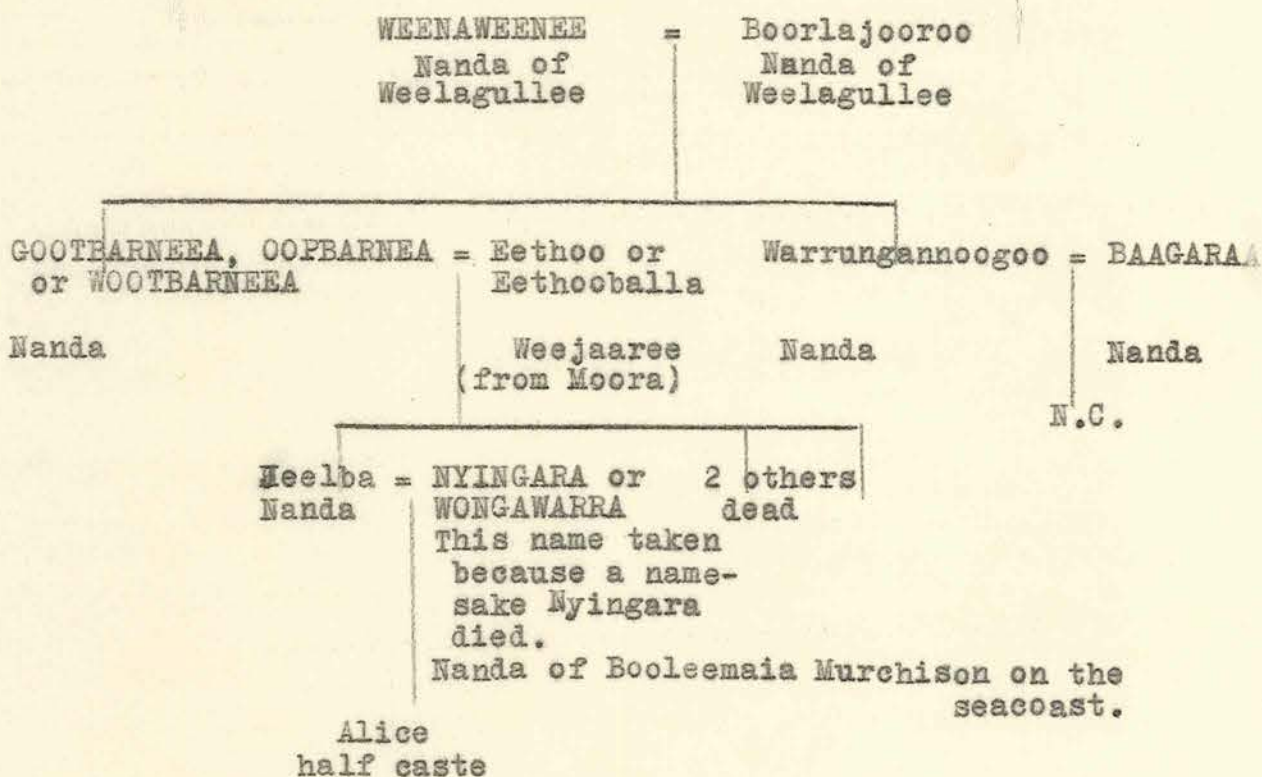 WEENAWEENEE = Boorlajooroo
Nanda of Nanda of
Weelagullee Weelagullee
GOOTBARNEEA, OOPBARNEA = Eethoo or Warrungannoogoo = BAAGARAA
or WOOTBARNEEA Eethooballa
Nanda Weejaaree Nanda Nanda
(from Moora)
N.C.
= NYINGARA or 2 others
Nanda WONGAWARRA dead
This name taken
because a name-
sake Nyingara
died.
Nanda of Booleemaia Murchison on the
seacoast.
Alice
half caste